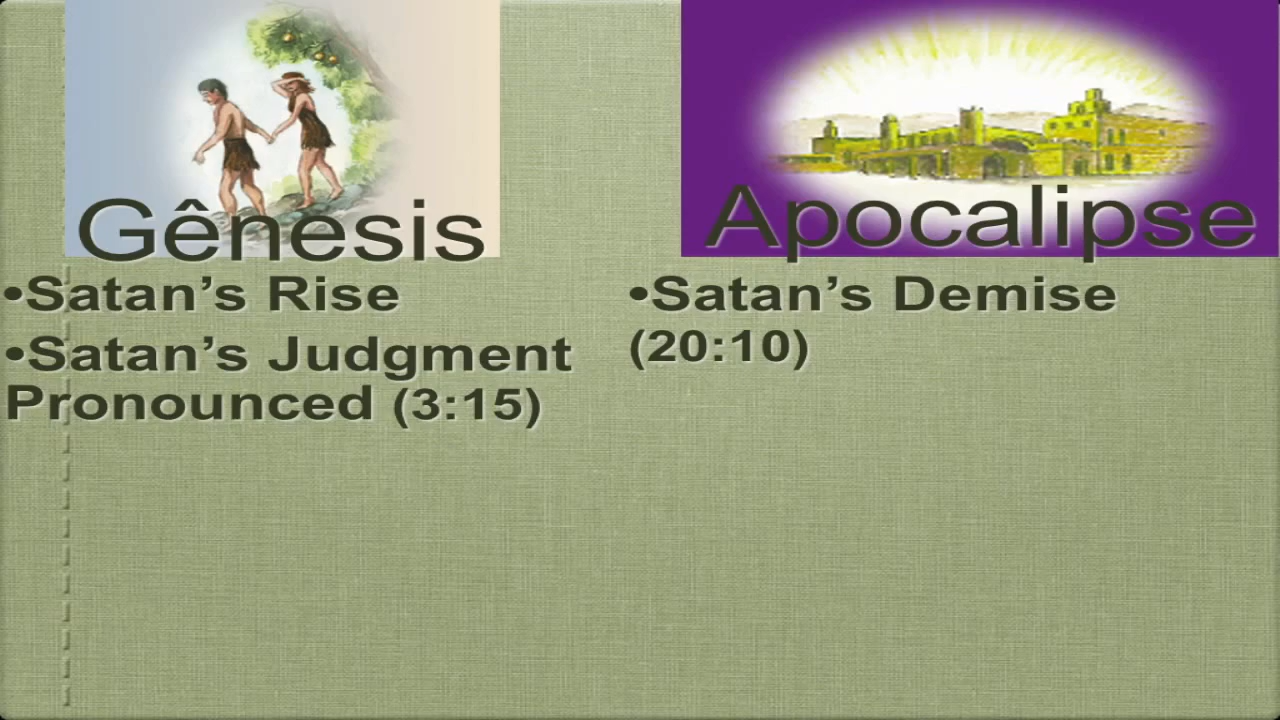 Gênesis
•Satan’s Rise
•Satan’s Judgment
Pronounced (3:15)
Apocalipse
•Satan’s Demise
(20:10)